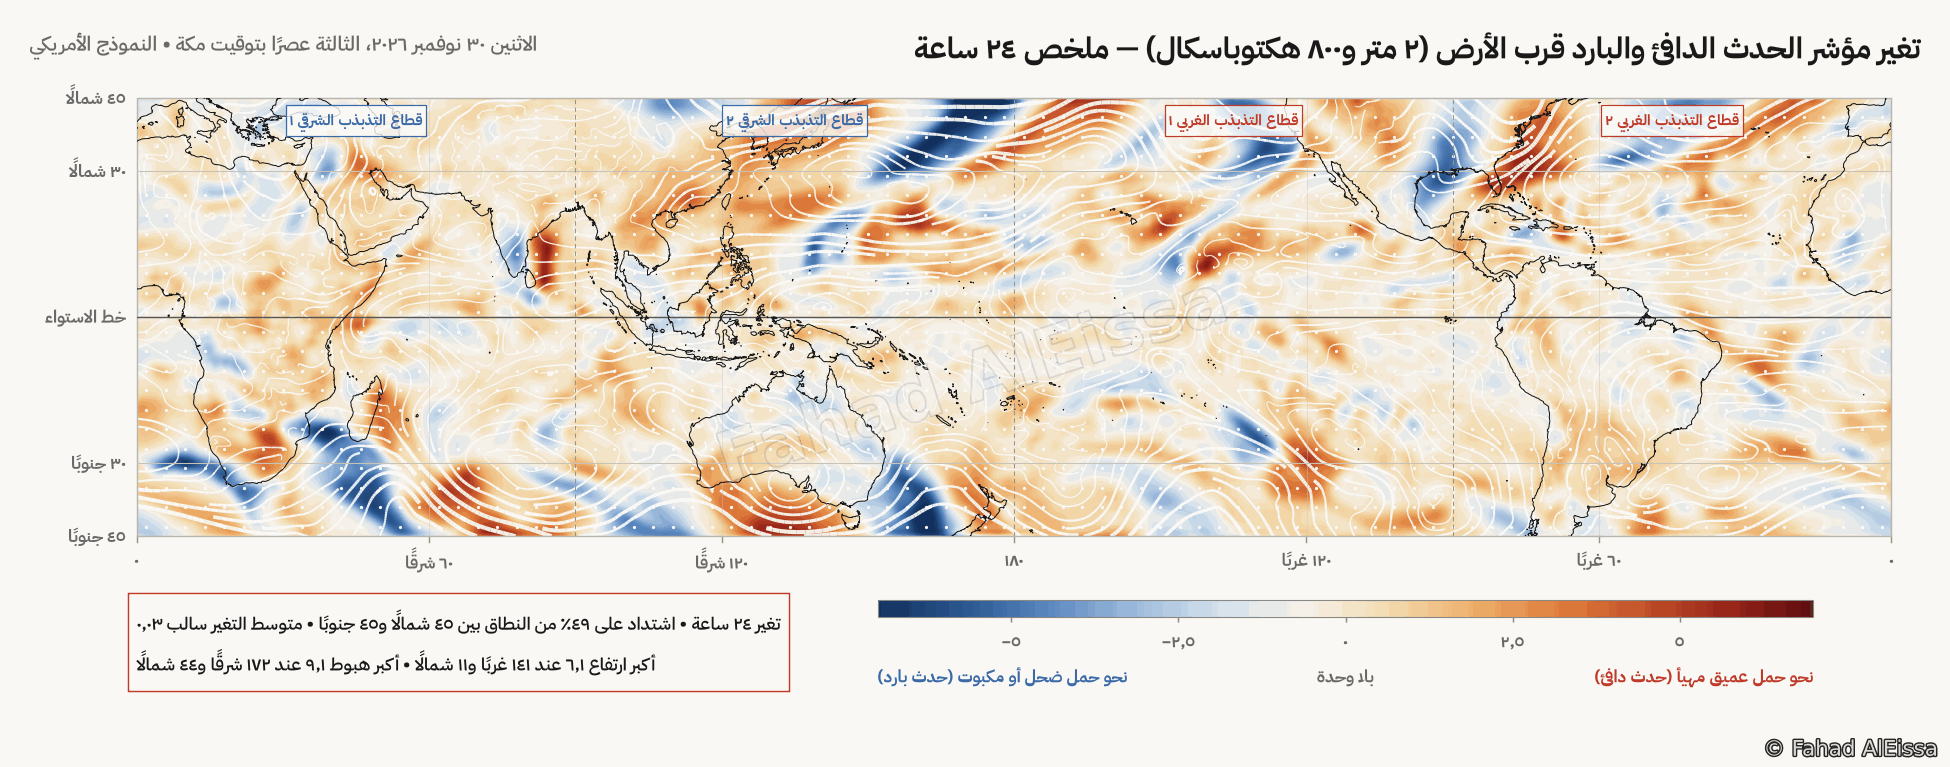 تغير مؤشر الحدث الدافئ والبارد قرب الأرض (٢ متر و٨٠٠ هكتوباسكال) — ملخص ٢٤ ساعة
الاثنين ٣٠ نوفمبر ٢٠٢٦، الثالثة عصرًا بتوقيت مكة • النموذج الأمريكي
٤٥ شمالًا
٣٠ شمالًا
خط الاستواء
٣٠ جنوبًا
٤٥ جنوبًا
قطاع التذبذب الشرقي ١
قطاع التذبذب الشرقي ٢
قطاع التذبذب الغربي ١
قطاع التذبذب الغربي ٢
Fahad AlEissa
٠
٦٠ شرقًا
١٢٠ شرقًا
١٨٠
١٢٠ غربًا
٦٠ غربًا
٠
تغير ٢٤ ساعة • اشتداد على ٤٩٪ من النطاق بين ٤٥ شمالًا و٤٥ جنوبًا • متوسط التغير سالب ٠,٠٣
أكبر ارتفاع ٦,١ عند ١٤١ غربًا و١١ شمالًا • أكبر هبوط ٩,١ عند ١٧٢ شرقًا و٤٤ شمالًا
−٥
−٢,٥
٠
٢,٥
٥
نحو حمل ضحل أو مكبوت (حدث بارد)
بلا وحدة
نحو حمل عميق مهيأ (حدث دافئ)
© Fahad AlEissa